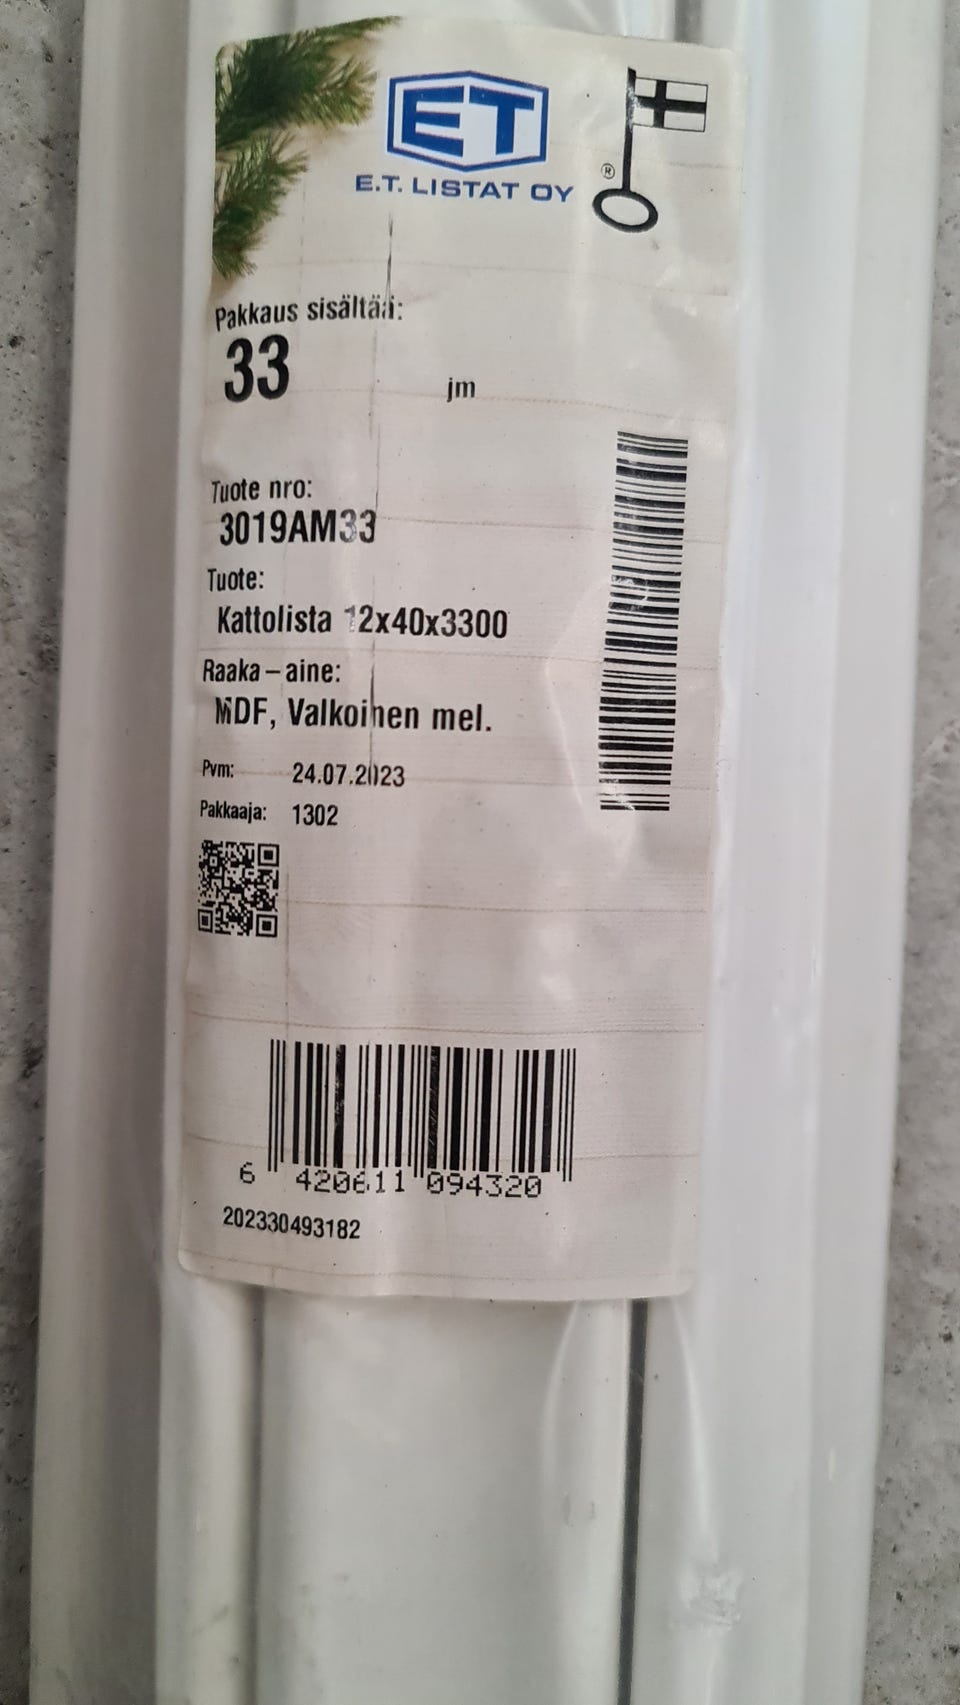 ET
E.T. LISTAT OY
®
Pakkaus sisältää:
33 jm
Tuote nro:
3019AM33
Tuote:
Kattolista 12x40x3300
Raaka-aine:
MDF, Valkoinen mel.
Pvm: 24.07.2023
Pakkaaja: 1302
6 420611 094320
202330493182